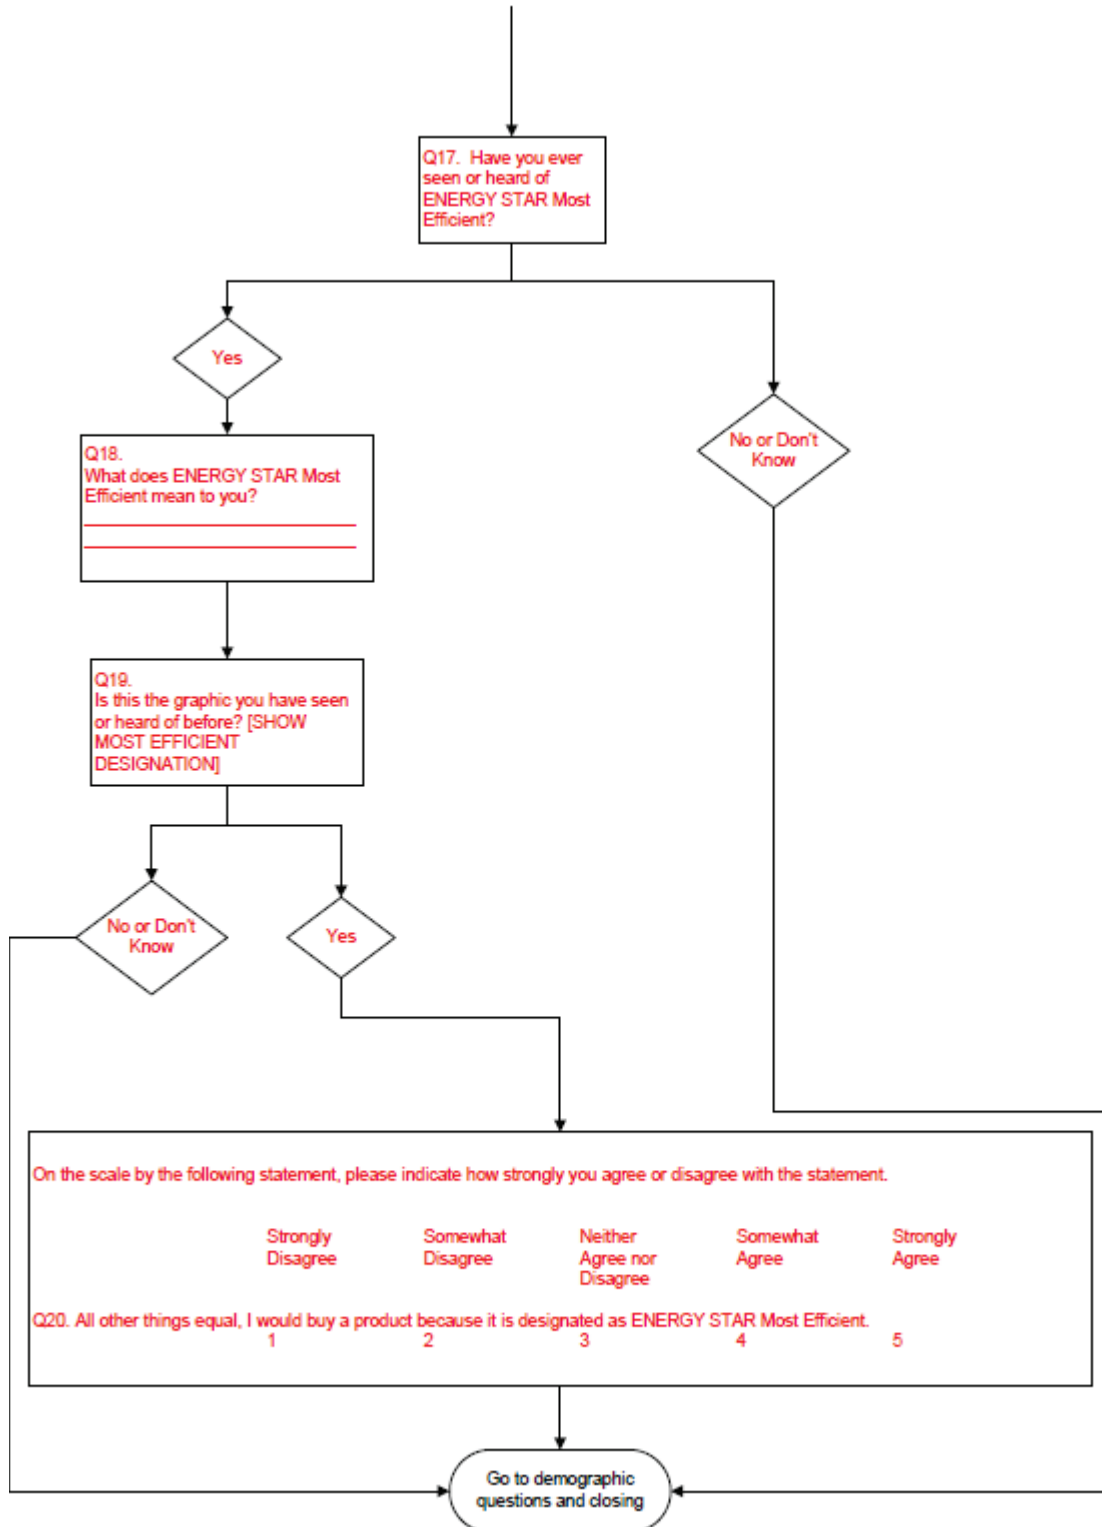 Q17.  Have you ever
seen or heard of
ENERGY STAR Most
Efficient?
Yes
No or Don't
Know
Q18.
What does ENERGY STAR Most
Efficient mean to you?
Q19.
Is this the graphic you have seen
or heard of before? [SHOW
MOST EFFICIENT
DESIGNATION]
No or Don't
Know
Yes
On the scale by the following statement, please indicate how strongly you agree or disagree with the statement.
Strongly
Disagree
Somewhat
Disagree
Neither
Agree nor
Disagree
Somewhat
Agree
Strongly
Agree
Q20. All other things equal, I would buy a product because it is designated as ENERGY STAR Most Efficient.
1 2 3 4 5
Go to demographic
questions and closing